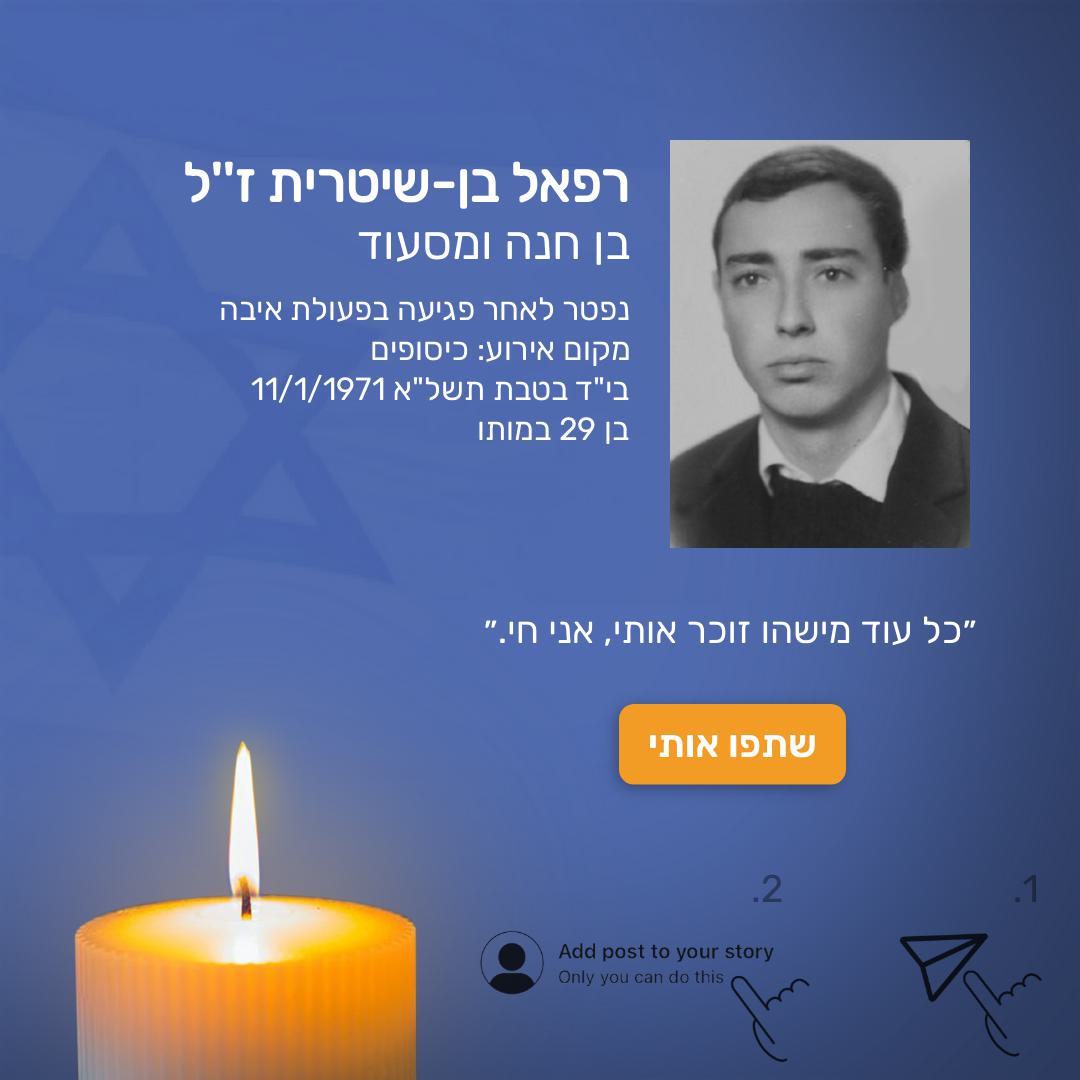 רפאל בן-שיטרית ז"ל
בן חנה ומסעוד
נפטר לאחר פגיעה בפעולת איבה
מקום אירוע: כיסופים
בי"ד בטבת תשל"א 11/1/1971
בן 29 במותו
״כל עוד מישהו זוכר אותי, אני חי.״
שתפו אותי
1.
2.
Add post to your story
Only you can do this